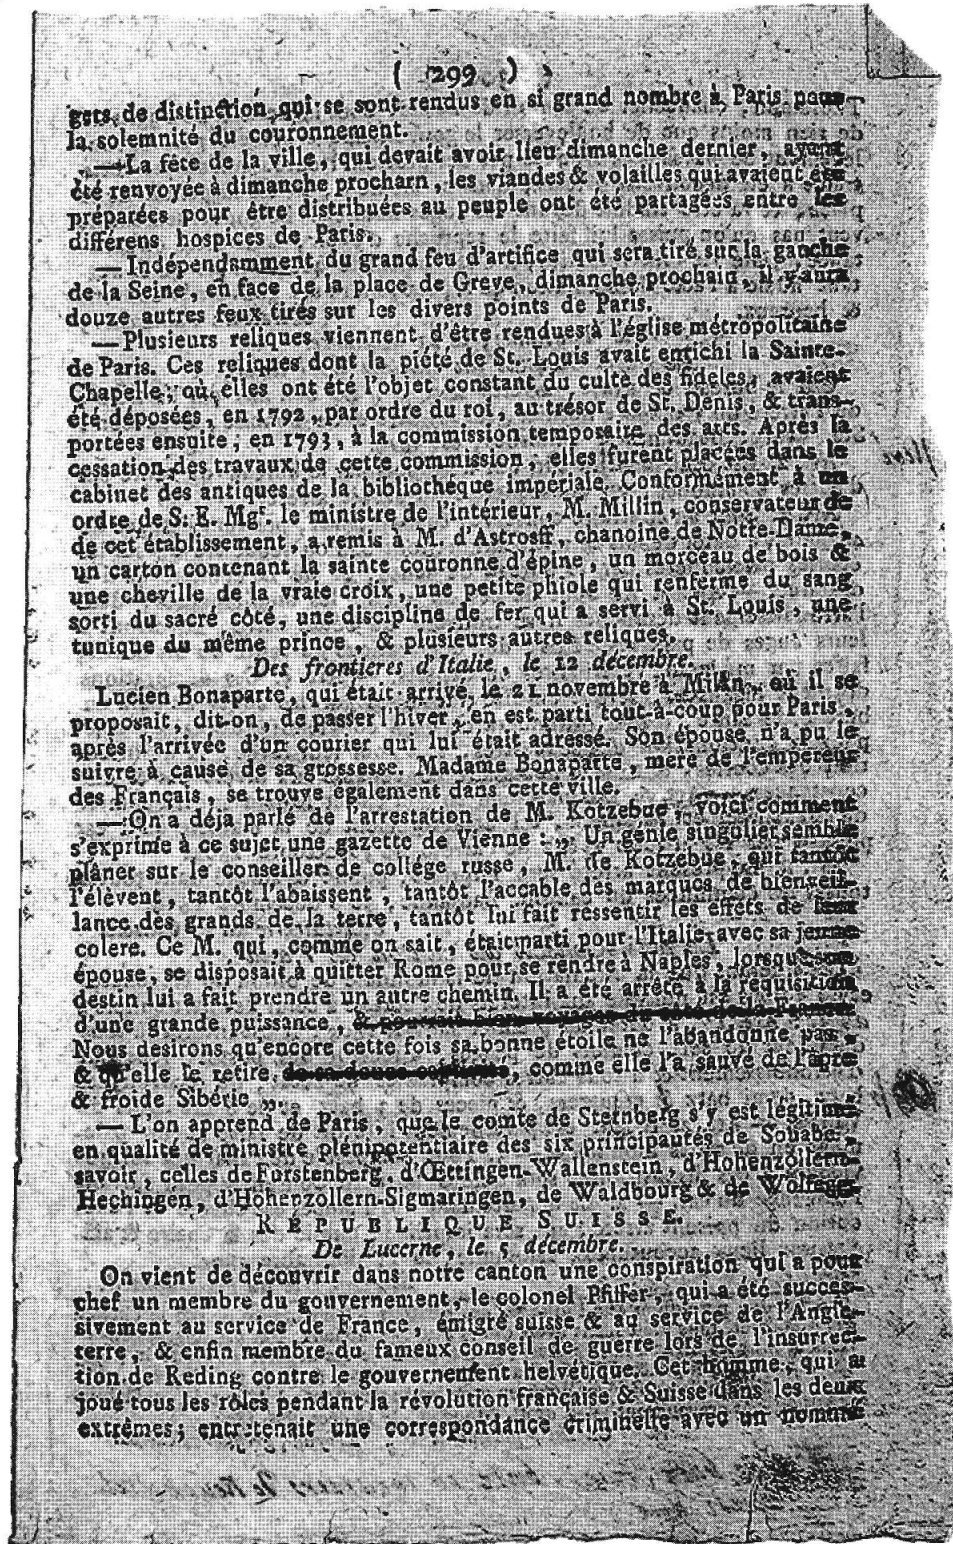 ( 299 )
gers de distinction qui se sont rendus en si grand nombre à Paris pour
la solemnité du couronnement.
— La fête de la ville, qui devait avoir lieu dimanche dernier, ayant
été renvoyée à dimanche procharn, les viandes & volailles qui avaient été
préparées pour être distribuées au peuple ont été partagées entre les
différens hospices de Paris.
— Indépendamment du grand feu d'artifice qui sera tiré sur la gauche
de la Seine, en face de la place de Greve, dimanche prochain, il y aura
douze autres feux tirés sur les divers points de Paris.
— Plusieurs reliques viennent d'être rendues à l'église métropolitaine
de Paris. Ces reliques dont la piété de St. Louis avait enrichi la Sainte-
Chapelle, où elles ont été l'objet constant du culte des fideles, avaient
été déposées, en 1792, par ordre du roi, au trésor de St. Denis, & trans-
portées ensuite, en 1793, à la commission temporaire des arts. Après la
cessation des travaux de cette commission, elles furent placées dans le
cabinet des antiques de la bibliothéque impériale. Conformément à un
ordre de S. E. Mgr. le ministre de l'intérieur, M. Millin, conservateur de
de cet établissement, a remis à M. d'Astroff, chanoine de Notre-Dame,
un carton contenant la sainte couronne d'épine, un morceau de bois &
une cheville de la vraie croix, une petite phiole qui renferme du sang
sorti du sacré côté, une discipline de fer qui a servi à St. Louis, une
tunique du même prince, & plusieurs autres reliques.
Des frontieres d'Italie, le 12 décembre.
Lucien Bonaparte, qui était arrivé, le 21 novembre à Milan, où il se
proposait, dit-on, de passer l'hiver, en est parti tout-à-coup pour Paris,
après l'arrivée d'un courier qui lui était adressé. Son épouse n'a pu le
suivre à cause de sa grossesse. Madame Bonaparte, mere de l'empereur
des Français, se trouve également dans cette ville.
— On a déja parlé de l'arrestation de M. Kotzebue, voici comment
s'exprime à ce sujet une gazette de Vienne : „ Un génie singulier semble
planer sur le conseiller de collége russe, M. de Kotzebue, qui tantôt
l'élèvent, tantôt l'abaissent, tantôt l'accable des marques de bienveil-
lance des grands de la terre, tantôt lui fait ressentir les effets de leur
colere. Ce M. qui, comme on sait, était parti pour l'Italie avec sa jeune
épouse, se disposait à quitter Rome pour se rendre à Naples, lorsque son
destin lui a fait prendre un autre chemin. Il a été arrêté à la réquisition
d'une grande puissance,
Nous desirons qu'encore cette fois sa bonne étoile ne l'abandonne pas,
& qu'elle le retire , comme elle l'a sauvé de l'âpre
& froide Sibérie „.
— L'on apprend de Paris, que le comte de Sternberg s'y est légitimé,
en qualité de ministre plénipotentiaire des six principautés de Souabe,
savoir, celles de Furstenberg, d'Œttingen-Wallenstein, d'Hohenzollern-
Hechingen, d'Hohenzollern-Sigmaringen, de Waldbourg & de Wolfegg.
RÉPUBLIQUE SUISSE.
De Lucerne, le 5 décembre.
On vient de découvrir dans notre canton une conspiration qui a pour
chef un membre du gouvernement, le colonel Pfiffer, qui a été succes-
sivement au service de France, émigré suisse & au service de l'Angle-
terre, & enfin membre du fameux conseil de guerre lors de l'insurrec-
tion de Reding contre le gouvernement helvétique. Cet homme, qui a
joué tous les rôles pendant la révolution française & Suisse dans les deux
extrêmes, entretenait une correspondance criminelle avec un nommé